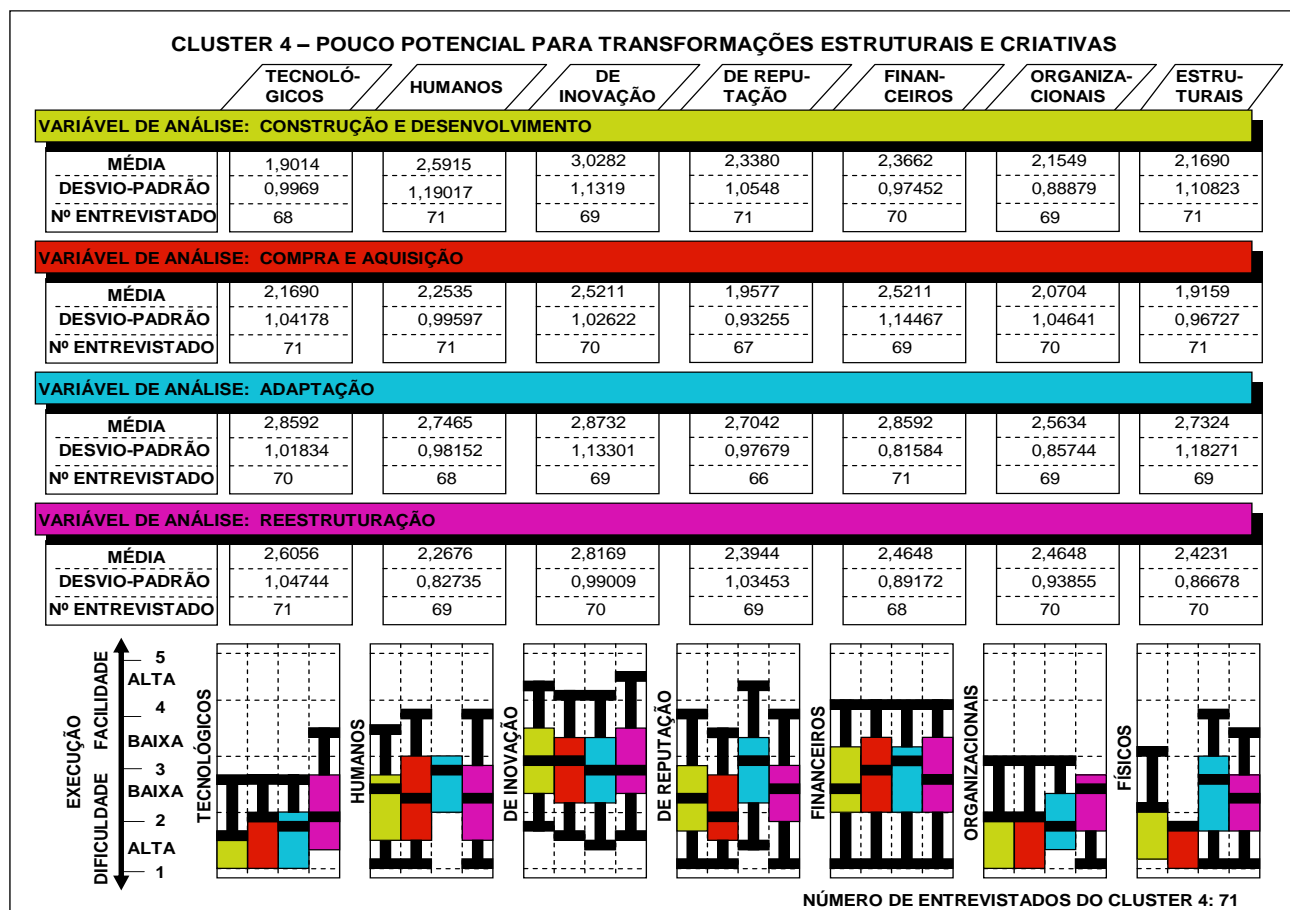 CLUSTER 4 – POUCO POTENCIAL PARA TRANSFORMAÇÕES ESTRUTURAIS E CRIATIVAS
TECNOLÓ-
GICOS
HUMANOS
DE
INOVAÇÃO
DE REPU-
TAÇÃO
FINAN-
CEIROS
ORGANIZA-
CIONAIS
ESTRU-
TURAIS
VARIÁVEL DE ANÁLISE: CONSTRUÇÃO E DESENVOLVIMENTO
MÉDIA 1,9014 2,5915 3,0282 2,3380 2,3662 2,1549 2,1690
DESVIO-PADRÃO 0,9969 1,19017 1,1319 1,0548 0,97452 0,88879 1,10823
Nº ENTREVISTADO 68 71 69 71 70 69 71
VARIÁVEL DE ANÁLISE: COMPRA E AQUISIÇÃO
MÉDIA 2,1690 2,2535 2,5211 1,9577 2,5211 2,0704 1,9159
DESVIO-PADRÃO 1,04178 0,99597 1,02622 0,93255 1,14467 1,04641 0,96727
Nº ENTREVISTADO 71 71 70 67 69 70 71
VARIÁVEL DE ANÁLISE: ADAPTAÇÃO
MÉDIA 2,8592 2,7465 2,8732 2,7042 2,8592 2,5634 2,7324
DESVIO-PADRÃO 1,01834 0,98152 1,13301 0,97679 0,81584 0,85744 1,18271
Nº ENTREVISTADO 70 68 69 66 71 69 69
VARIÁVEL DE ANÁLISE: REESTRUTURAÇÃO
MÉDIA 2,6056 2,2676 2,8169 2,3944 2,4648 2,4648 2,4231
DESVIO-PADRÃO 1,04744 0,82735 0,99009 1,03453 0,89172 0,93855 0,86678
Nº ENTREVISTADO 71 69 70 69 68 70 70
EXECUÇÃO
DIFICULDADE FACILIDADE
5
ALTA
4
BAIXA
3
BAIXA
2
ALTA
1
TECNOLÓGICOS
HUMANOS
DE INOVAÇÃO
DE REPUTAÇÃO
FINANCEIROS
ORGANIZACIONAIS
FÍSICOS
NÚMERO DE ENTREVISTADOS DO CLUSTER 4: 71